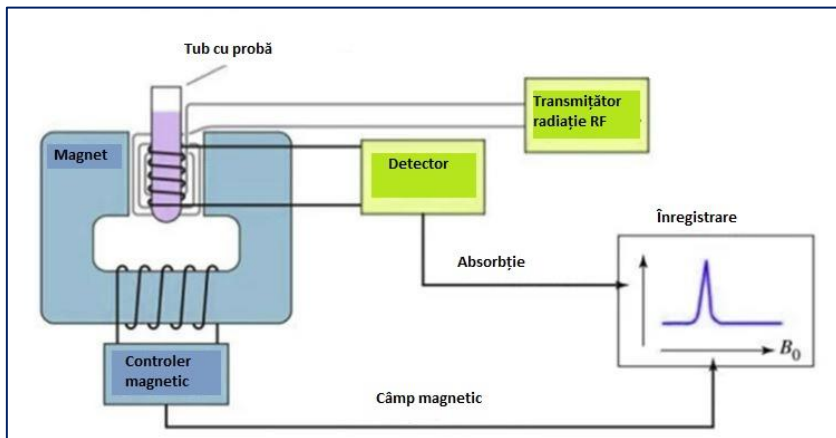 Tub cu probă
Transmițător
radiație RF
Magnet
Detector
Înregistrare
Absorbție
B₀
Controler
magnetic
Câmp magnetic